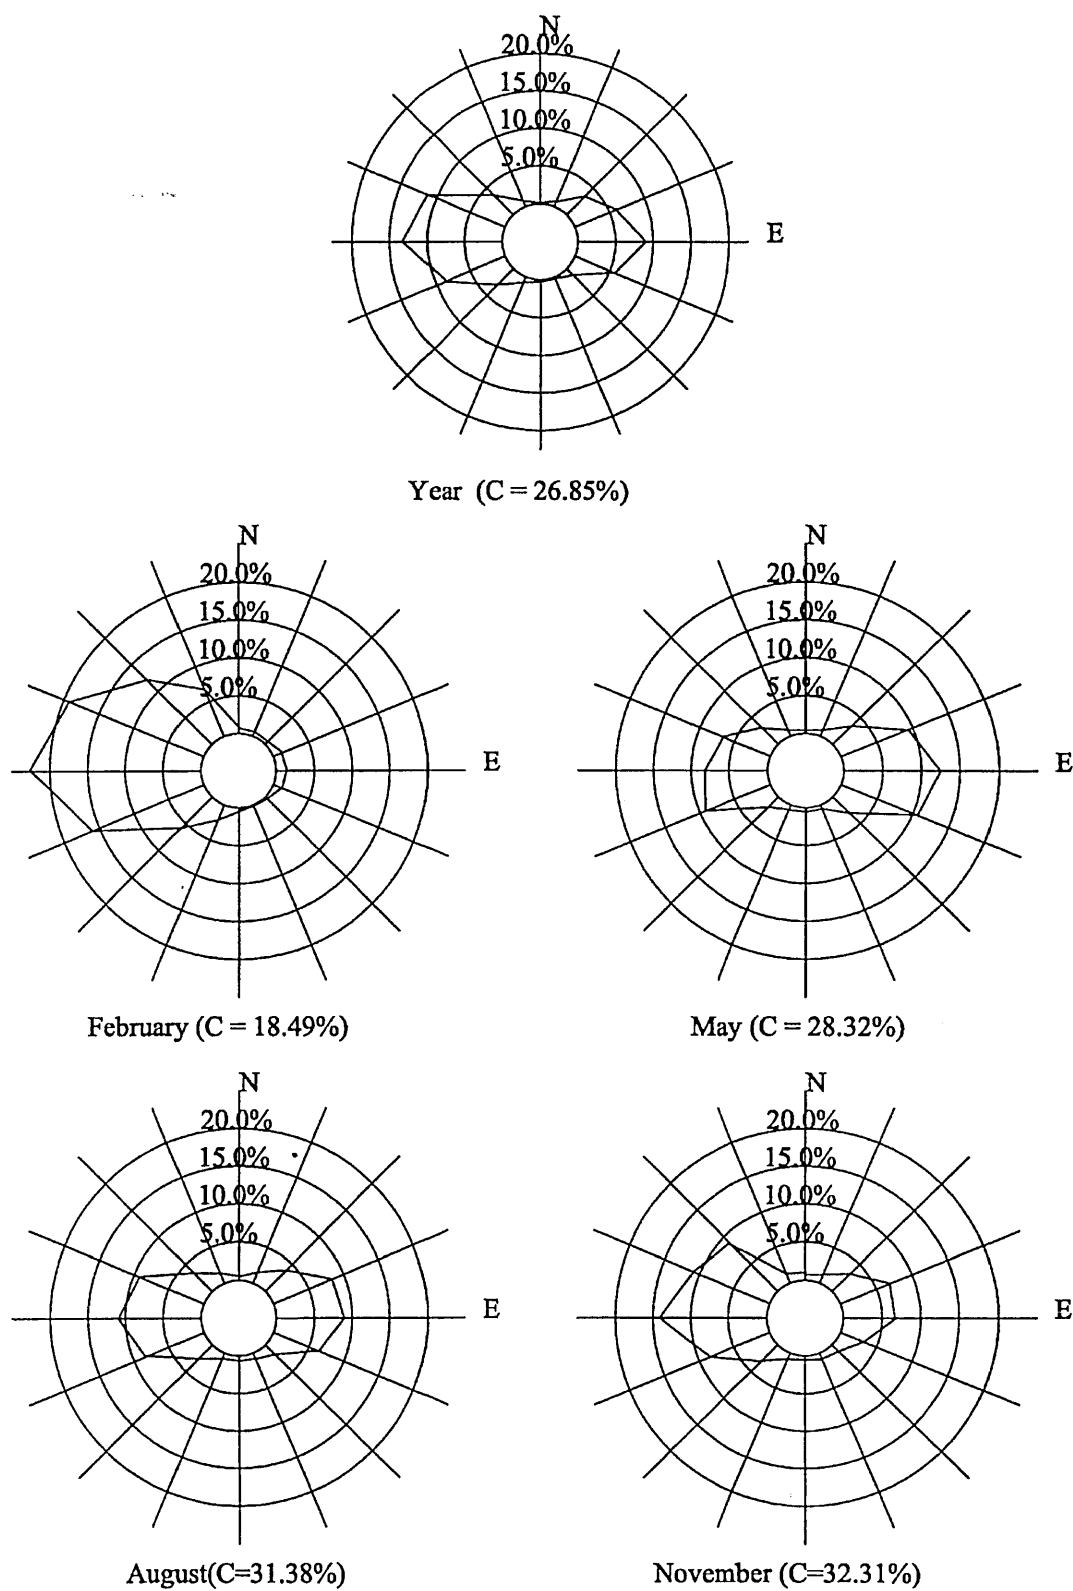 N
20.0%
15.0%
10.0%
5.0%
E
Year (C = 26.85%)
N
20.0%
15.0%
10.0%
5.0%
E
February (C = 18.49%)
N
20.0%
15.0%
10.0%
5.0%
E
May (C = 28.32%)
N
20.0%
15.0%
10.0%
5.0%
E
August(C=31.38%)
N
20.0%
15.0%
10.0%
5.0%
E
November (C=32.31%)